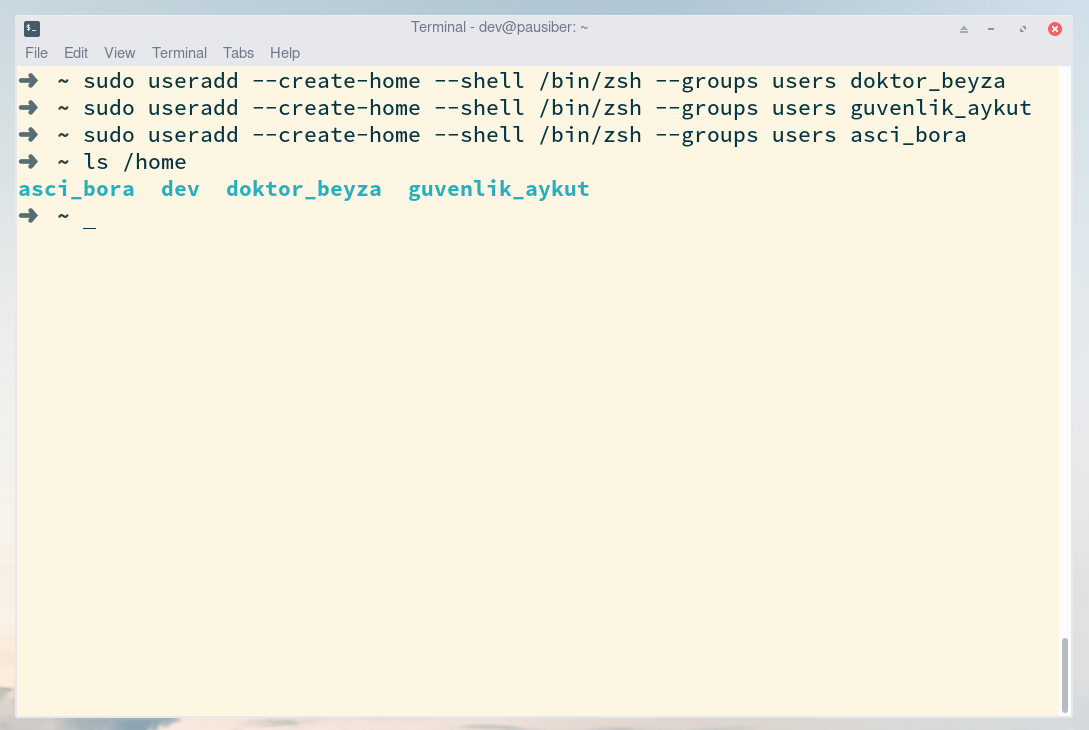 Terminal - dev@pausiber: ~
File Edit View Terminal Tabs Help
➜ ~ sudo useradd --create-home --shell /bin/zsh --groups users doktor_beyza
➜ ~ sudo useradd --create-home --shell /bin/zsh --groups users guvenlik_aykut
➜ ~ sudo useradd --create-home --shell /bin/zsh --groups users asci_bora
➜ ~ ls /home
asci_bora dev doktor_beyza guvenlik_aykut
➜ ~ _